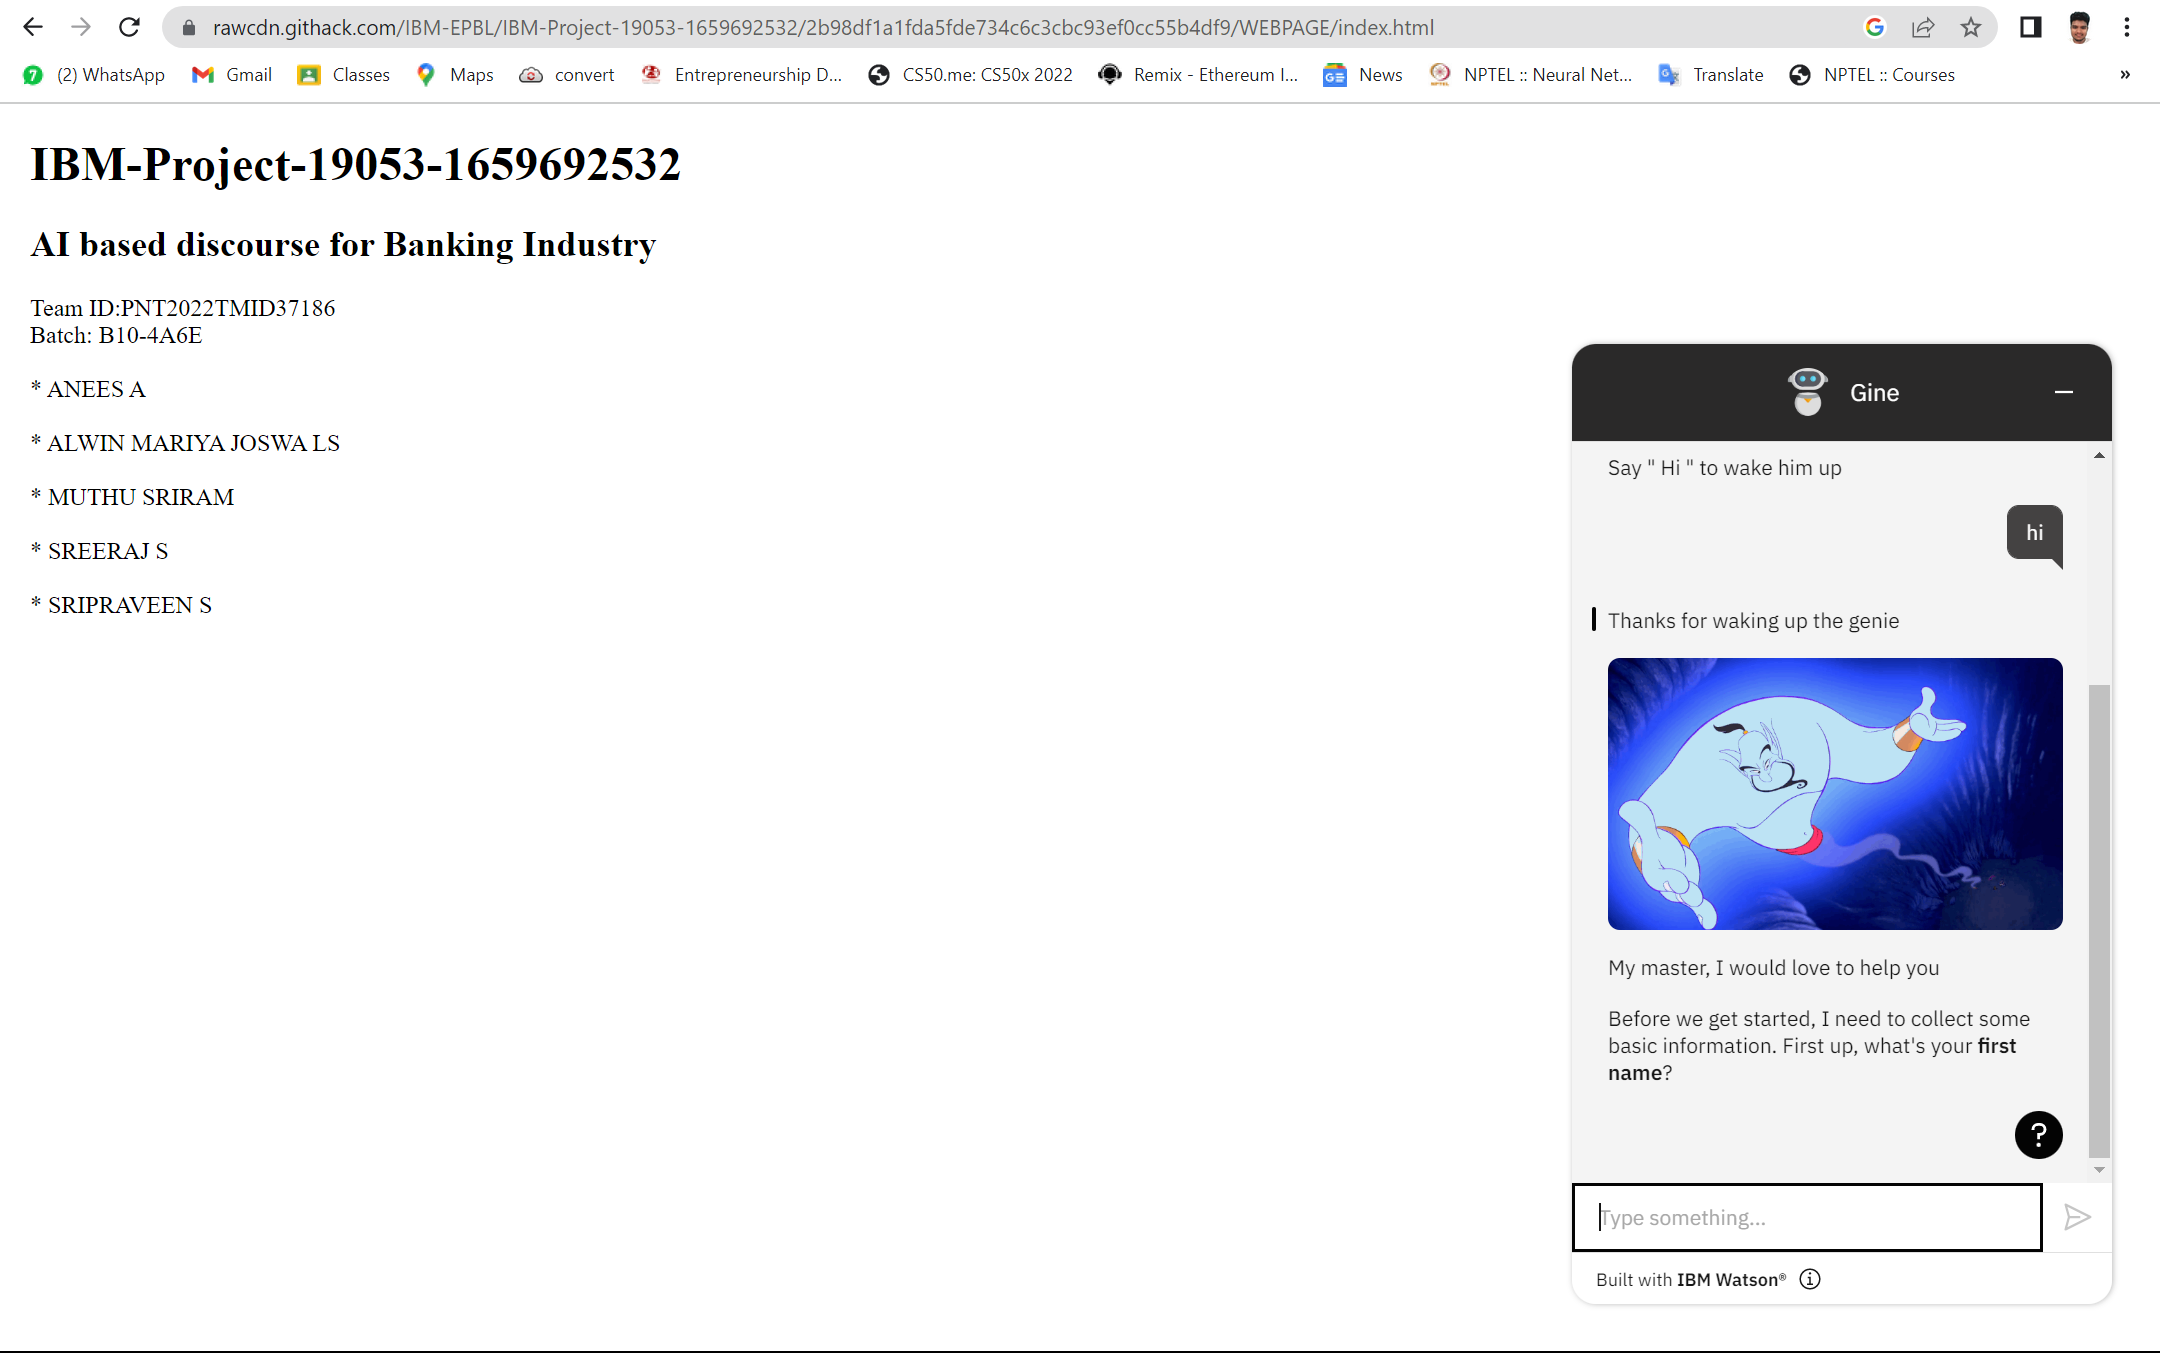 rawcdn.githack.com/IBM-EPBL/IBM-Project-19053-1659692532/2b98df1a1fda5fde734c6c3cbc93ef0cc55b4df9/WEBPAGE/index.html
7 (2) WhatsApp Gmail Classes Maps convert Entrepreneurship D... CS50.me: CS50x 2022 Remix - Ethereum I... News NPTEL :: Neural Net... Translate NPTEL :: Courses »
IBM-Project-19053-1659692532
AI based discourse for Banking Industry
Team ID:PNT2022TMID37186
Batch: B10-4A6E
* ANEES A
* ALWIN MARIYA JOSWA LS
* MUTHU SRIRAM
* SREERAJ S
* SRIPRAVEEN S
Gine
Say " Hi " to wake him up
hi
Thanks for waking up the genie
My master, I would love to help you
Before we get started, I need to collect some
basic information. First up, what's your first
name?
?
Type something...
Built with IBM Watson®